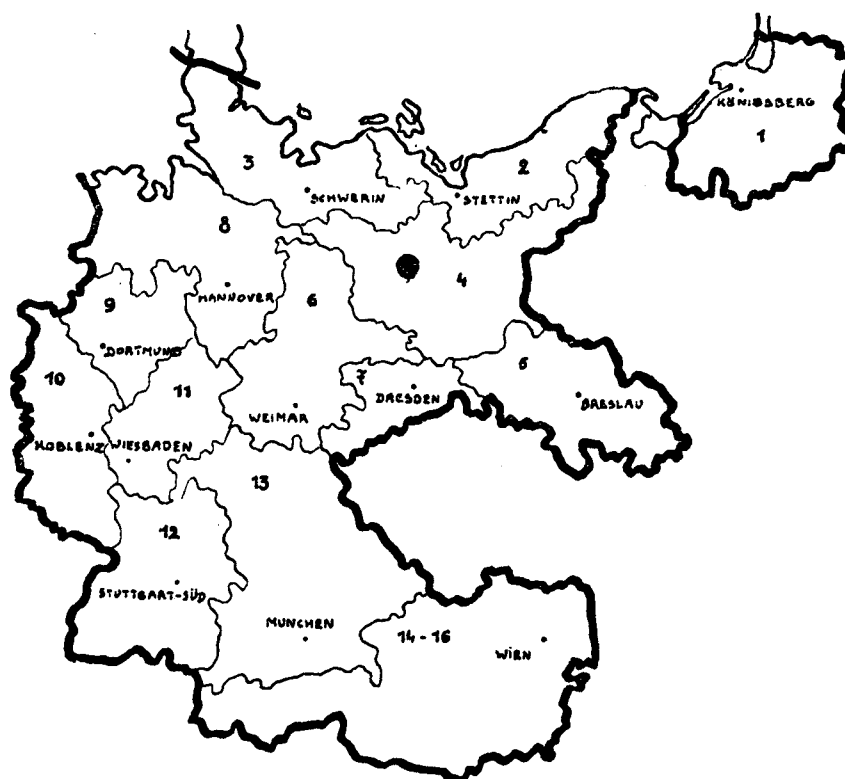 KÖNIGSBERG
1
2
3
SCHWERIN
STETTIN
8
4
9
HANNOVER
6
DORTMUND
10
11
7
6
DRESDEN
BRESLAU
WEIMAR
KOBLENZ
WIESBADEN
13
12
STUTTGART-SÜD
MÜNCHEN
14-16
WIEN